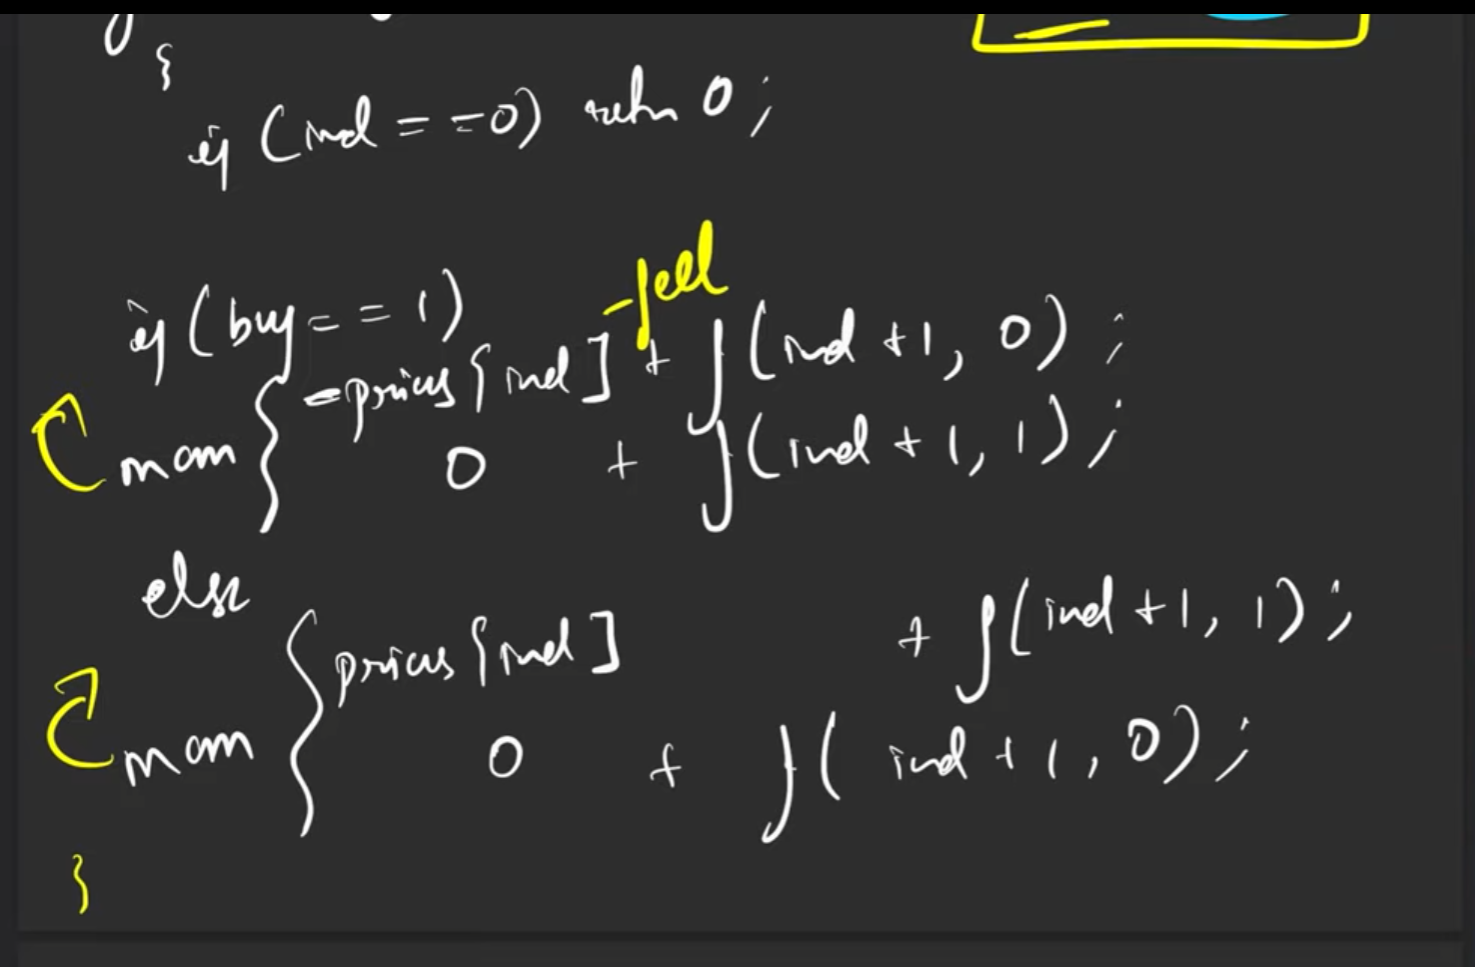 {
if (ind == 0) return 0;
- fee
if (buy == 1)
max { -prices[ind] + f(ind+1, 0);
0 + f(ind+1, 1);
else
max { prices[ind] + f(ind+1, 1);
0 + f(ind+1, 0);
}